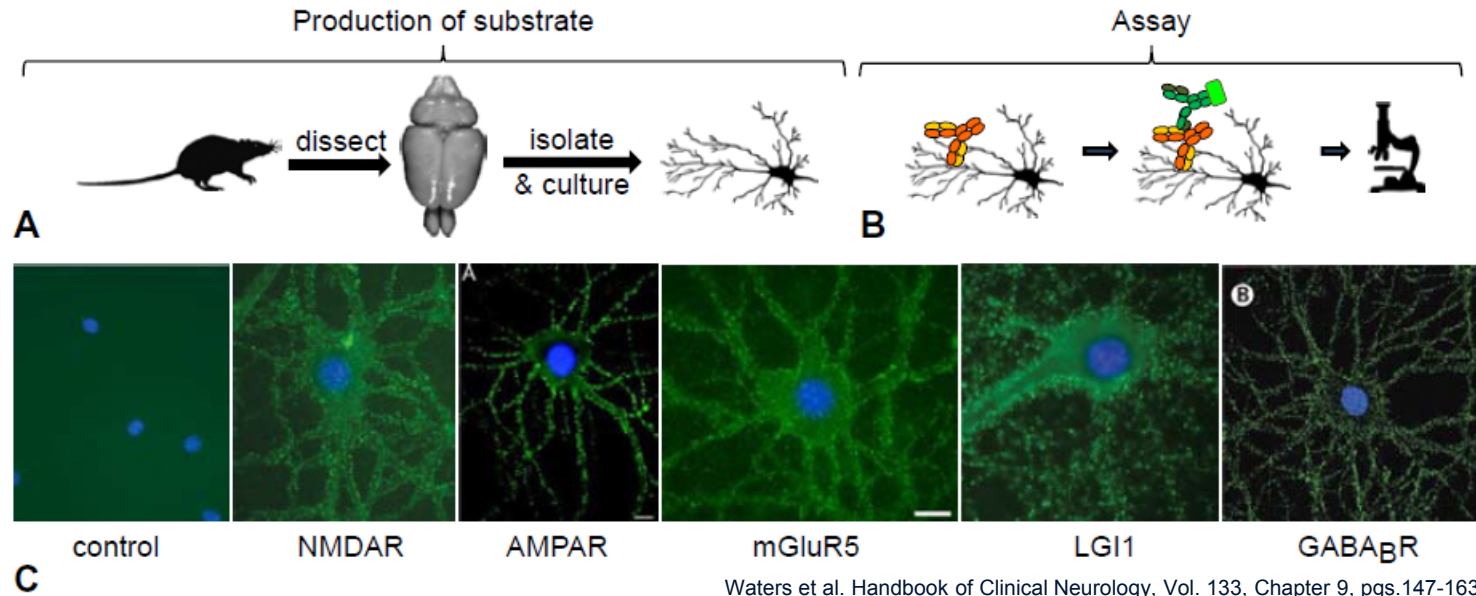 Production of substrate
Assay
dissect
isolate
& culture
A
B
A
B
control
NMDAR
AMPAR
mGluR5
LGI1
GABABR
C
Waters et al. Handbook of Clinical Neurology, Vol. 133, Chapter 9, pgs.147-163